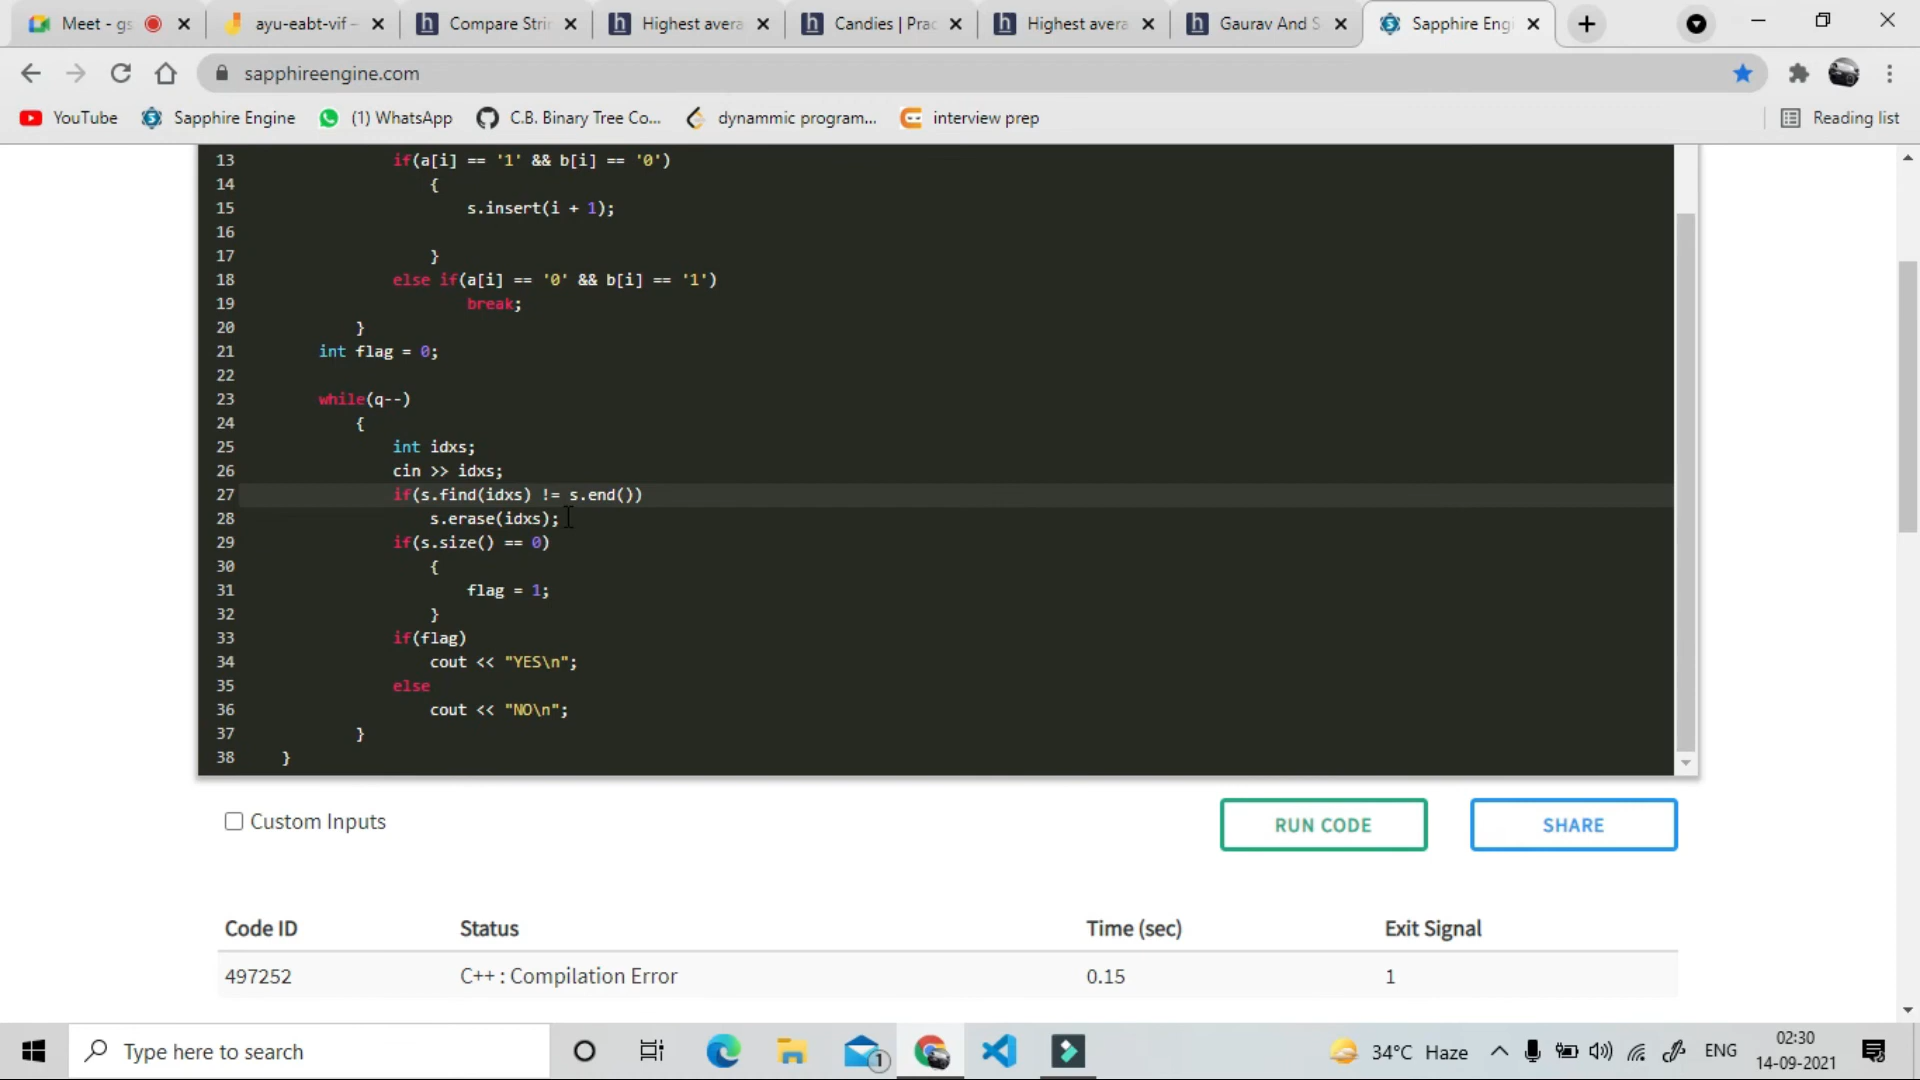 Meet - gs
ayu-eabt-vif -
Compare Stri
Highest avera
Candies | Prac
Highest avera
Gaurav And S
Sapphire Engi
sapphireengine.com
YouTube
Sapphire Engine
(1) WhatsApp
C.B. Binary Tree Co...
dynammic program...
interview prep
Reading list
13 if(a[i] == '1' && b[i] == '0')
14 {
15 s.insert(i + 1);
16
17 }
18 else if(a[i] == '0' && b[i] == '1')
19 break;
20 }
21 int flag = 0;
22
23 while(q--)
24 {
25 int idxs;
26 cin >> idxs;
27 if(s.find(idxs) != s.end())
28 s.erase(idxs);
29 if(s.size() == 0)
30 {
31 flag = 1;
32 }
33 if(flag)
34 cout << "YES\n";
35 else
36 cout << "NO\n";
37 }
38 }
Custom Inputs
RUN CODE
SHARE
Code ID Status Time (sec) Exit Signal
497252 C++ : Compilation Error 0.15 1
Type here to search
1
34°C Haze
ENG
02:30
14-09-2021